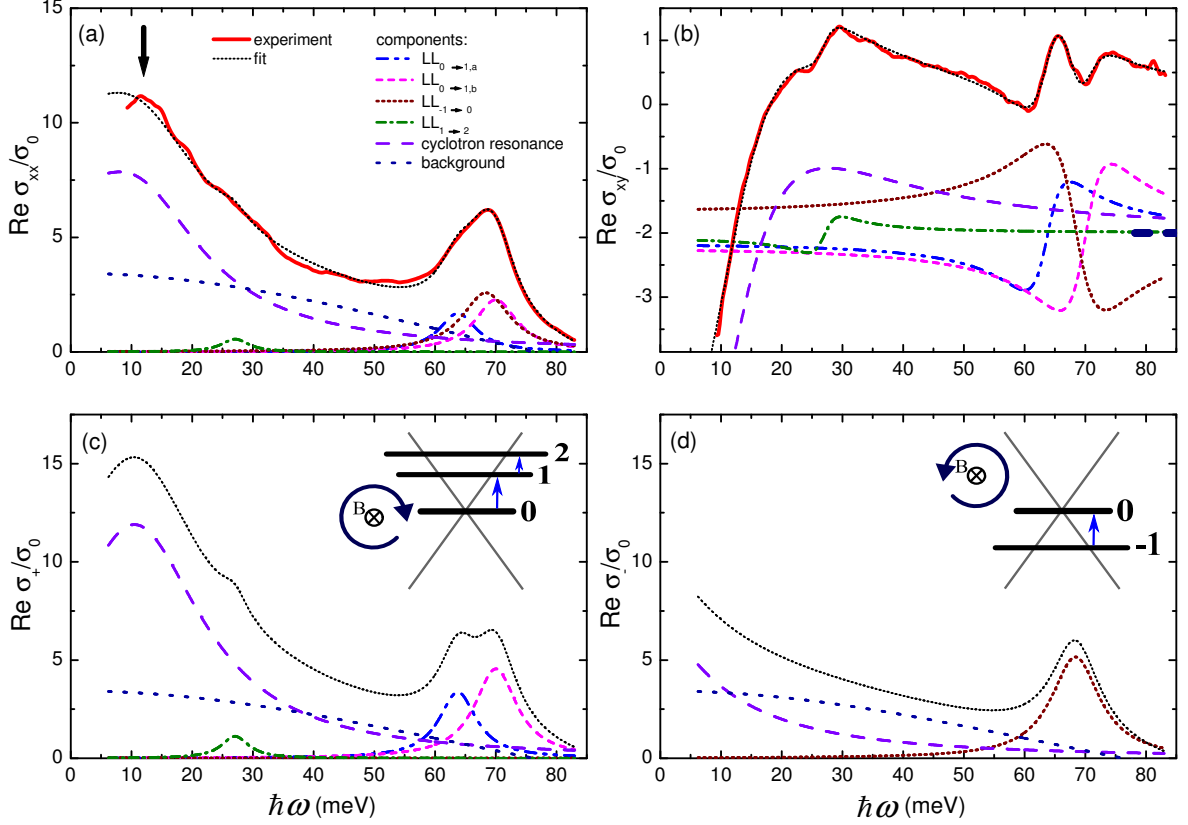 (a)
experiment
fit
components:
LL0→1,a
LL0→1,b
LL-1→0
LL1→2
cyclotron resonance
background
Re σxx/σ0
15
10
5
0
0 10 20 30 40 50 60 70 80
(b)
Re σxy/σ0
1
0
-1
-2
-3
0 10 20 30 40 50 60 70 80
(c)
2
1
0
B
Re σ+/σ0
15
10
5
0
0 10 20 30 40 50 60 70 80
ħω (meV)
(d)
B
0
-1
Re σ-/σ0
15
10
5
0
0 10 20 30 40 50 60 70 80
ħω (meV)